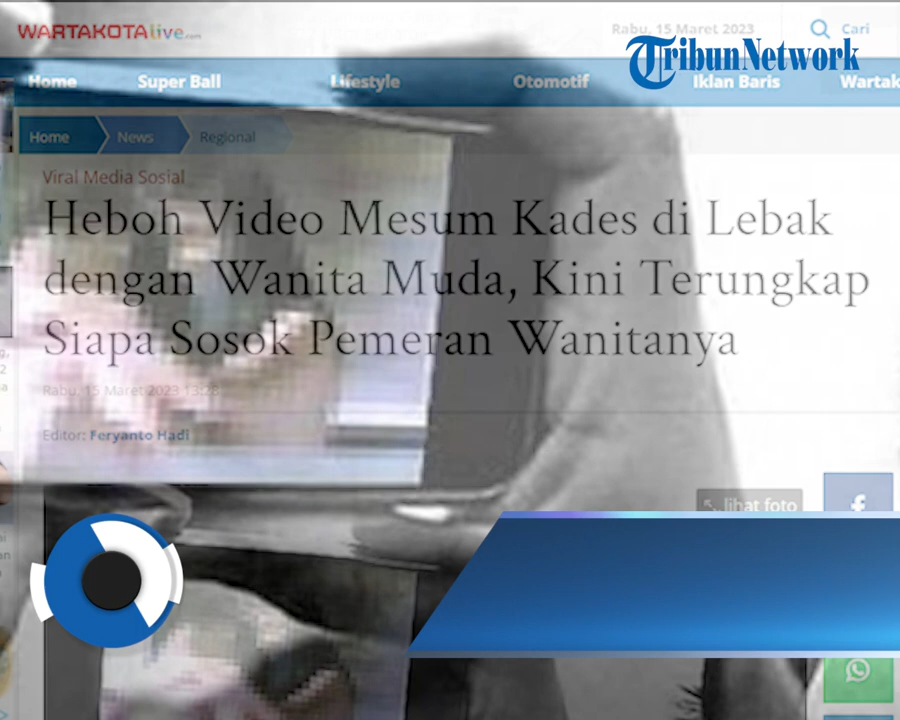 WARTAKOTAlive.com
Rabu, 15 Maret 2023
Cari
TribunNetwork
Home Super Ball Lifestyle Otomotif Iklan Baris Wartak
Home News Regional
Viral Media Sosial
Heboh Video Mesum Kades di Lebak
dengan Wanita Muda, Kini Terungkap
Siapa Sosok Pemeran Wanitanya
Rabu, 15 Maret 2023 13:28
Editor: Feryanto Hadi
lihat foto
f